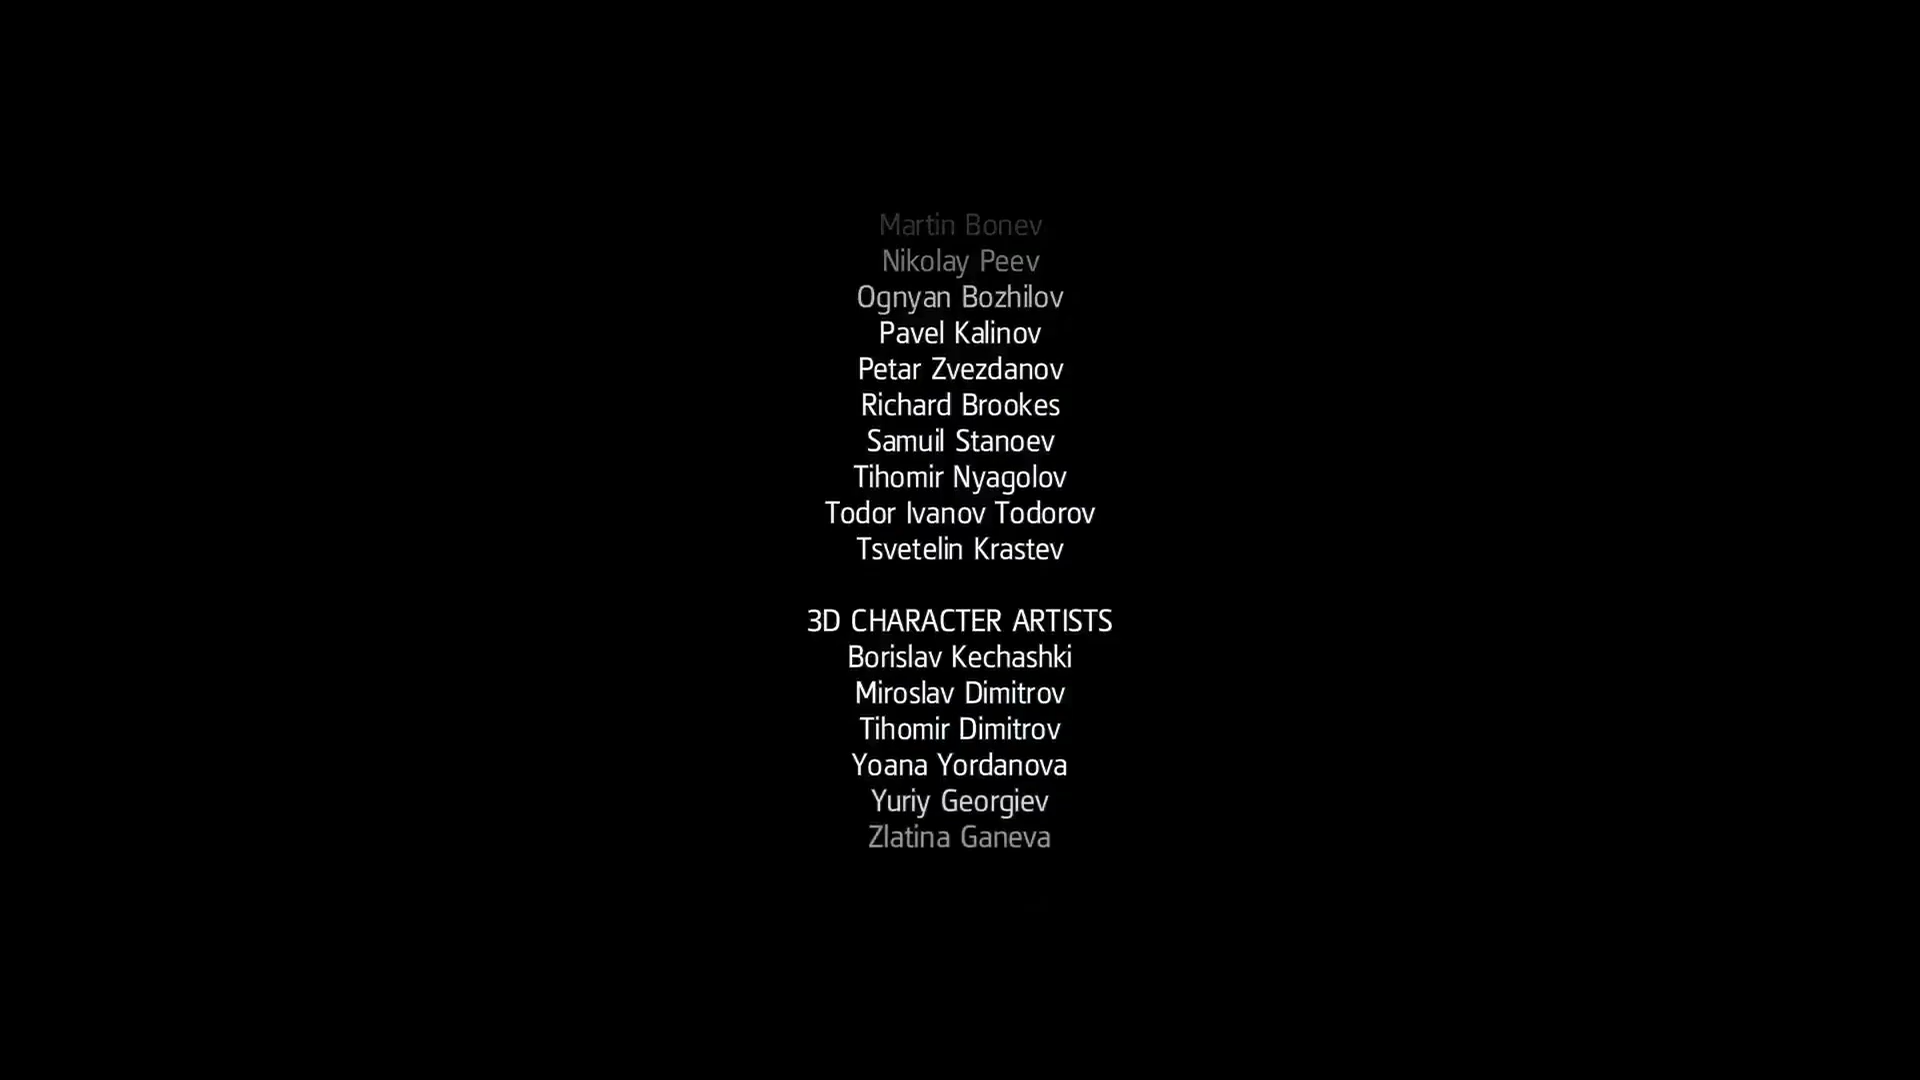 Martin Bonev
Nikolay Peev
Ognyan Bozhilov
Pavel Kalinov
Petar Zvezdanov
Richard Brookes
Samuil Stanoev
Tihomir Nyagolov
Todor Ivanov Todorov
Tsvetelin Krastev
3D CHARACTER ARTISTS
Borislav Kechashki
Miroslav Dimitrov
Tihomir Dimitrov
Yoana Yordanova
Yuriy Georgiev
Zlatina Ganeva